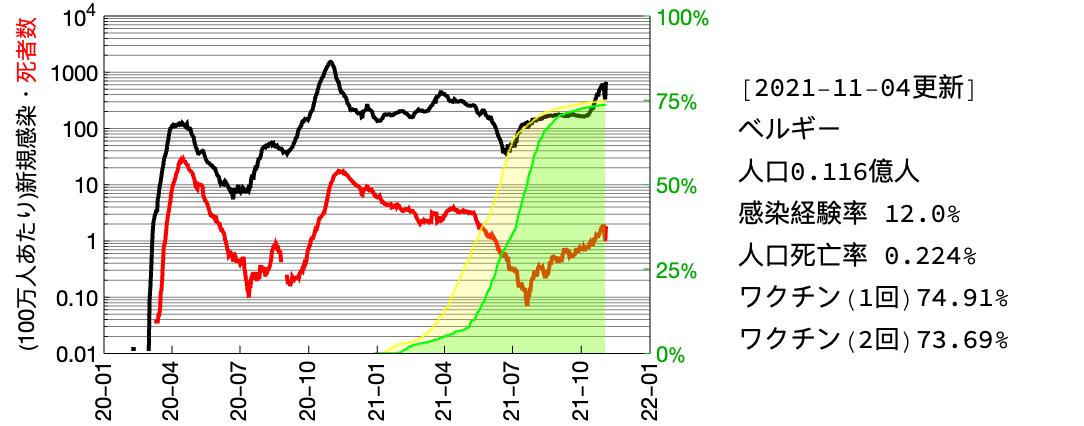 (100万人あたり)新規感染・死者数
10^4
1000
100
10
1
0.10
0.01
100%
75%
50%
25%
0%
20-01
20-04
20-07
20-10
21-01
21-04
21-07
21-10
22-01
[2021-11-04更新]
ベルギー
人口0.116億人
感染経験率 12.0%
人口死亡率 0.224%
ワクチン(1回)74.91%
ワクチン(2回)73.69%